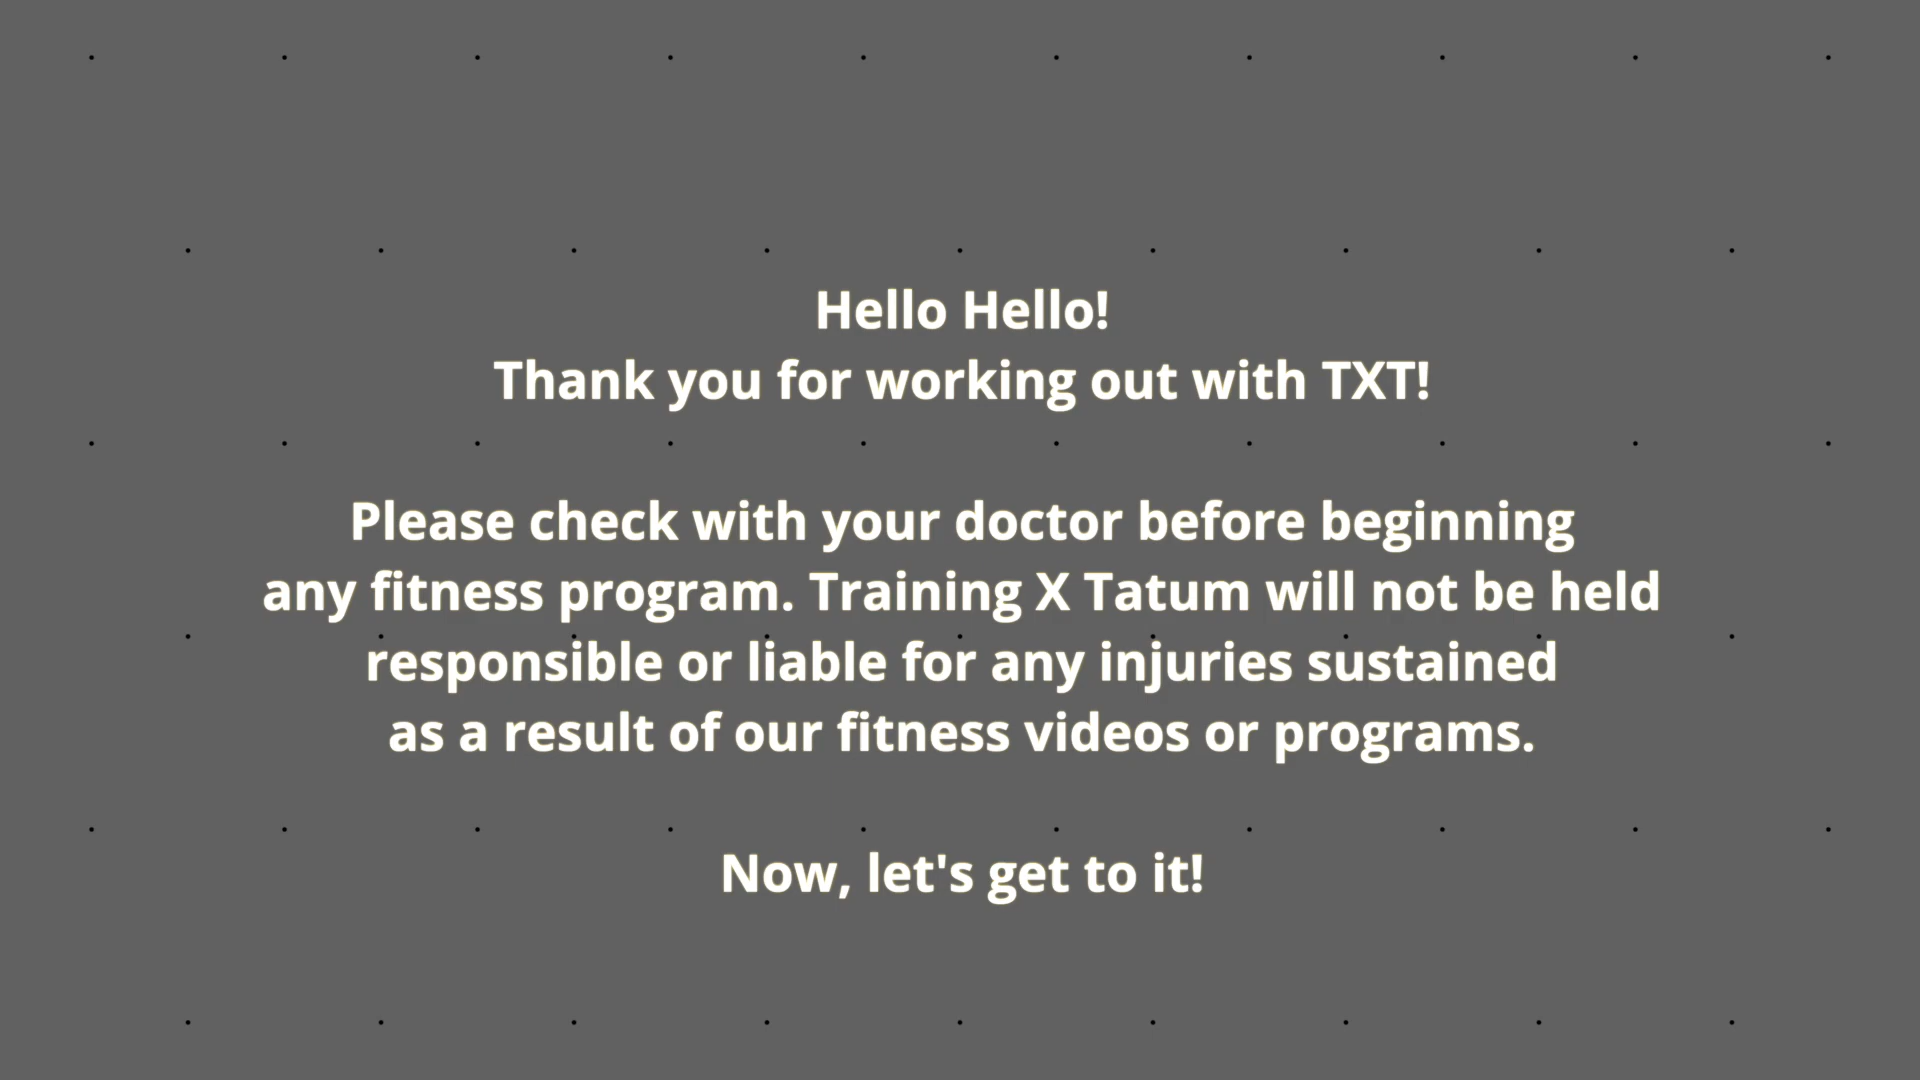 Hello Hello!
Thank you for working out with TXT!
Please check with your doctor before beginning
any fitness program. Training X Tatum will not be held
responsible or liable for any injuries sustained
as a result of our fitness videos or programs.
Now, let's get to it!